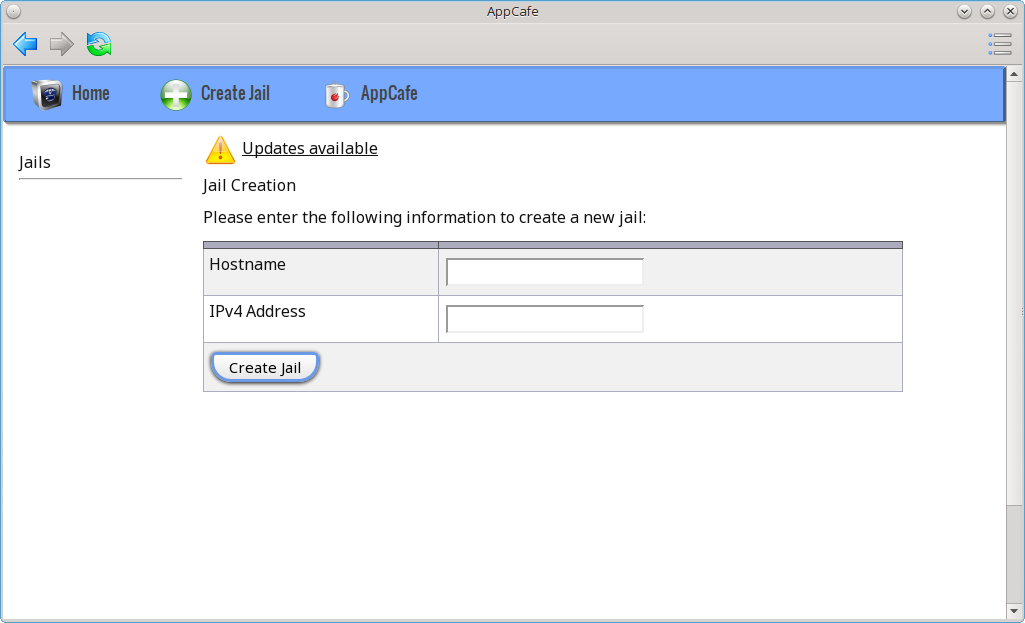 AppCafe
Home Create Jail AppCafe
Jails
Updates available
Jail Creation
Please enter the following information to create a new jail:
Hostname
IPv4 Address
Create Jail